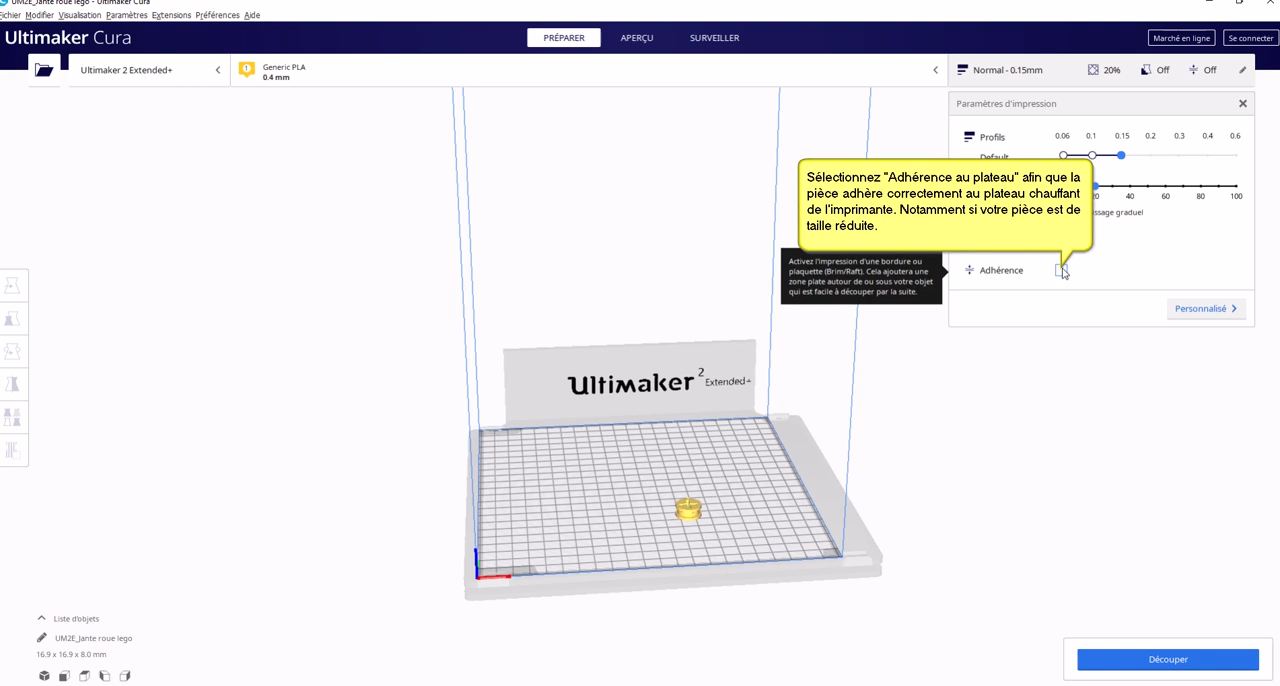 UM2E_Jante roue lego - Ultimaker Cura
Fichier Modifier Visualisation Paramètres Extensions Préférences Aide
Ultimaker Cura
PRÉPARER
APERÇU
SURVEILLER
Marché en ligne
Se connecter
Ultimaker 2 Extended+
1
Generic PLA
0.4 mm
Normal - 0.15mm
20%
Off
Off
Paramètres d'impression
Profils
0.06 0.1 0.15 0.2 0.3 0.4 0.6
Default
Sélectionnez "Adhérence au plateau" afin que la
pièce adhère correctement au plateau chauffant
de l'imprimante. Notamment si votre pièce est de
taille réduite.
20 40 60 80 100
ssage graduel
Activez l'impression d'une bordure ou
plaquette (Brim/Raft). Cela ajoutera une
zone plate autour de ou sous votre objet
qui est facile à découper par la suite.
Adhérence
Personnalisé
Ultimaker 2 Extended+
Liste d'objets
UM2E_Jante roue lego
16.9 x 16.9 x 8.0 mm
Découper